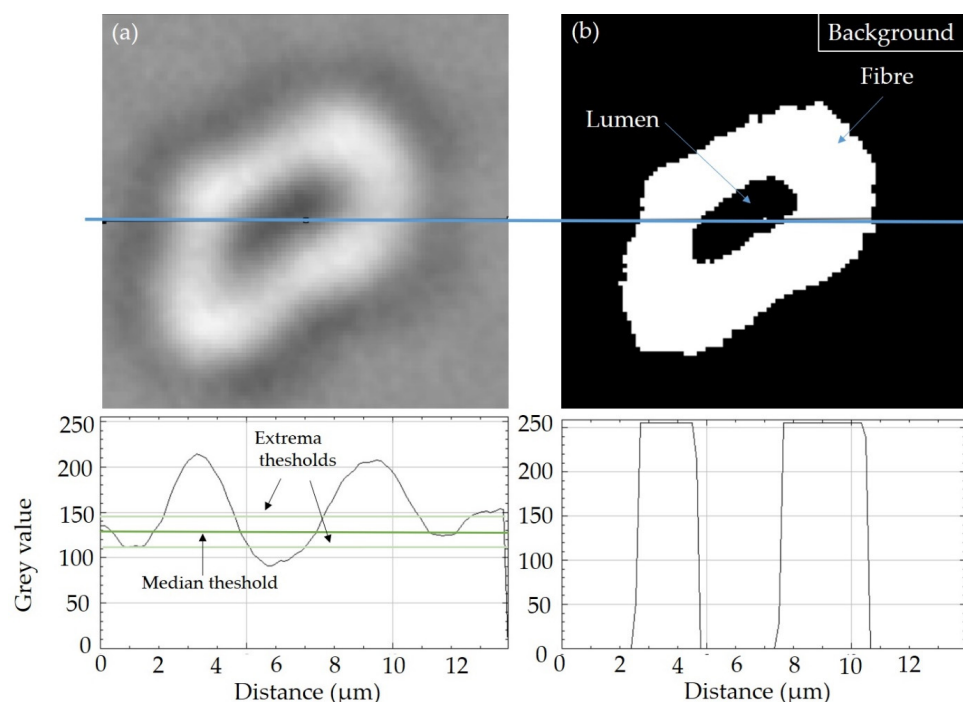 (a)
(b)
Background
Fibre
Lumen
250
200
150
100
50
0
Extrema
thesholds
Median theshold
Grey value
0 2 4 6 8 10 12
Distance (µm)
250
200
150
100
50
0
0 2 4 6 8 10 12
Distance (µm)